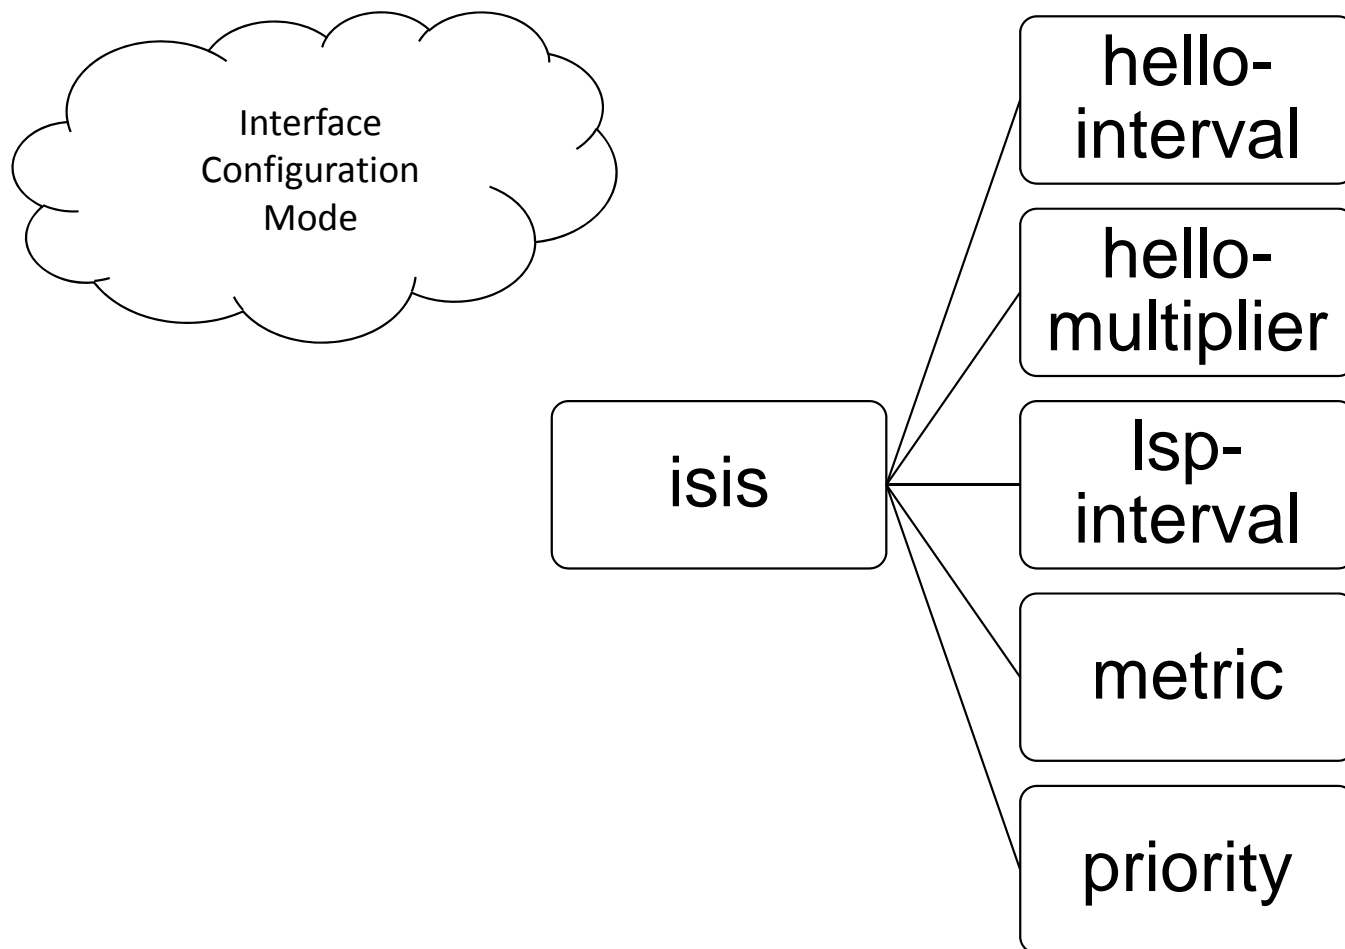 Interface
Configuration
Mode
hello-
interval
hello-
multiplier
isis
lsp-
interval
metric
priority